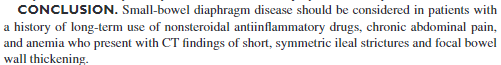 CONCLUSION. Small-bowel diaphragm disease should be considered in patients with
a history of long-term use of nonsteroidal antiinflammatory drugs, chronic abdominal pain,
and anemia who present with CT findings of short, symmetric ileal strictures and focal bowel
wall thickening.